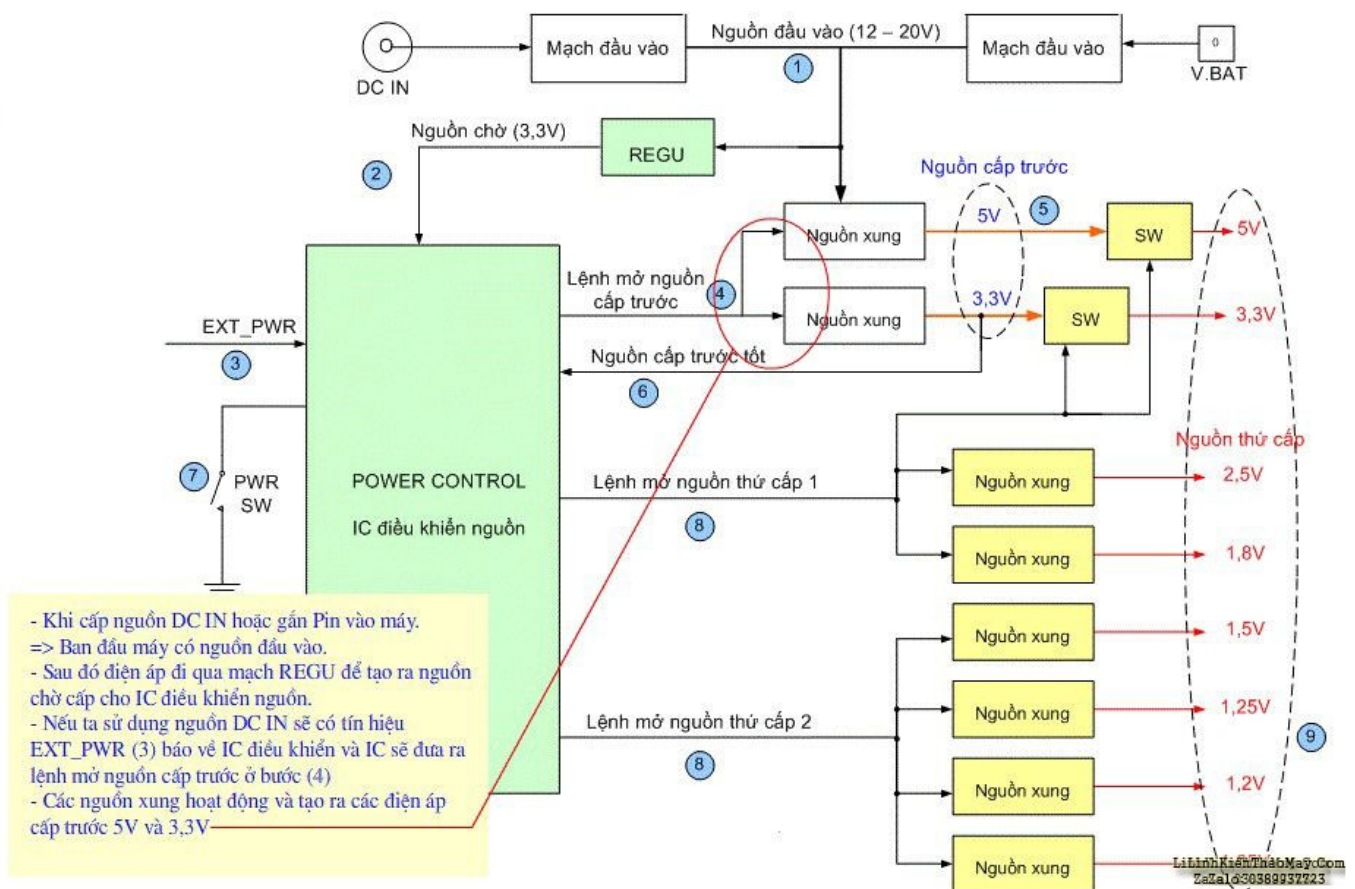 Nguồn đầu vào (12 – 20V)
Mạch đầu vào
Mạch đầu vào
0
1
DC IN
V.BAT
Nguồn chờ (3,3V)
REGU
2
Nguồn cấp trước
5V
5
Nguồn xung
SW
5V
Lệnh mở nguồn
cấp trước
4
3,3V
Nguồn xung
SW
3,3V
EXT_PWR
3
Nguồn cấp trước tốt
6
Nguồn thứ cấp
7
PWR
SW
POWER CONTROL
IC điều khiển nguồn
Lệnh mở nguồn thứ cấp 1
8
Nguồn xung
2,5V
Nguồn xung
1,8V
Nguồn xung
1,5V
Lệnh mở nguồn thứ cấp 2
8
Nguồn xung
1,25V
9
Nguồn xung
1,2V
Nguồn xung
- Khi cấp nguồn DC IN hoặc gắn Pin vào máy.
=> Ban đầu máy có nguồn đầu vào.
- Sau đó điện áp đi qua mạch REGU để tạo ra nguồn
chờ cấp cho IC điều khiển nguồn.
- Nếu ta sử dụng nguồn DC IN sẽ có tín hiệu
EXT_PWR (3) báo về IC điều khiển và IC sẽ đưa ra
lệnh mở nguồn cấp trước ở bước (4)
- Các nguồn xung hoạt động và tạo ra các điện áp
cấp trước 5V và 3,3V
LiLinhKienThaoMay.Com
ZaZalo:0389937723